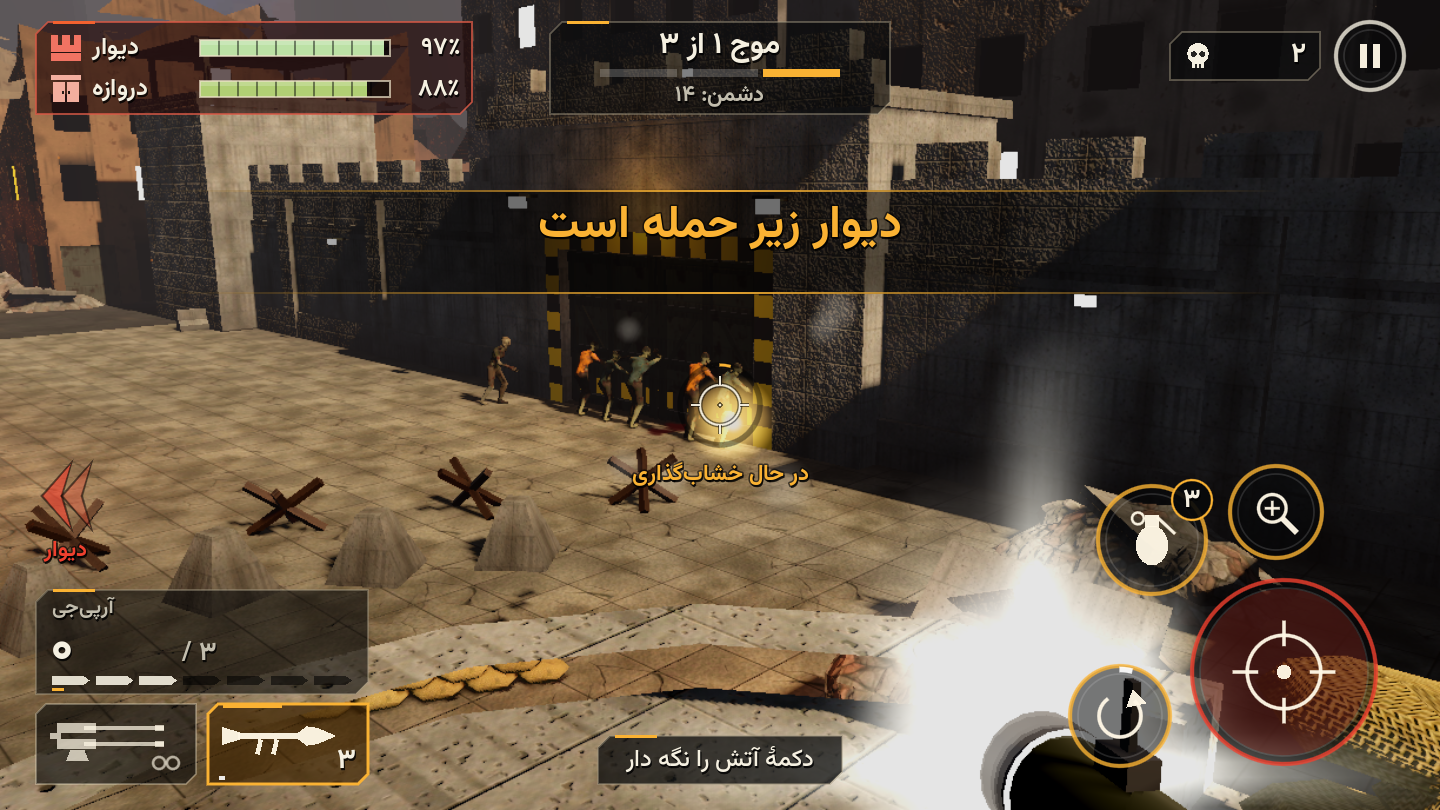 دیوار ۹۷٪
دروازه ۸۸٪
موج ۱ از ۳
دشمن: ۱۴
۲
دیوار زیر حمله است
در حال خشاب‌گذاری
دیوار
۳
آرپی‌جی
/ ۳
∞
۳
دکمهٔ آتش را نگه دار